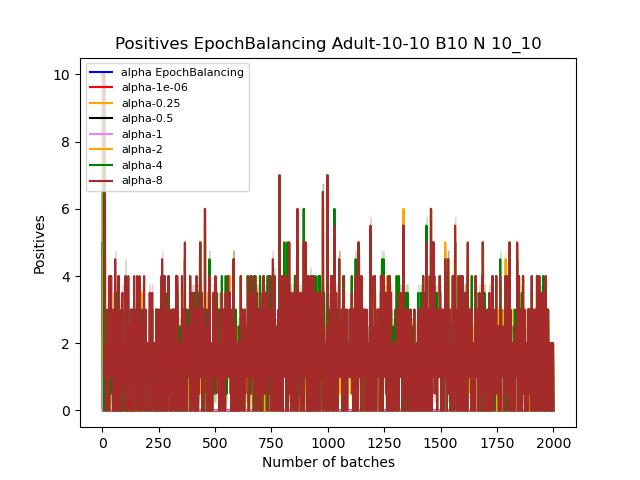 Positives EpochBalancing Adult-10-10 B10 N 10_10
10
8
6
4
2
0
Positives
alpha EpochBalancing
alpha-1e-06
alpha-0.25
alpha-0.5
alpha-1
alpha-2
alpha-4
alpha-8
0 250 500 750 1000 1250 1500 1750 2000
Number of batches